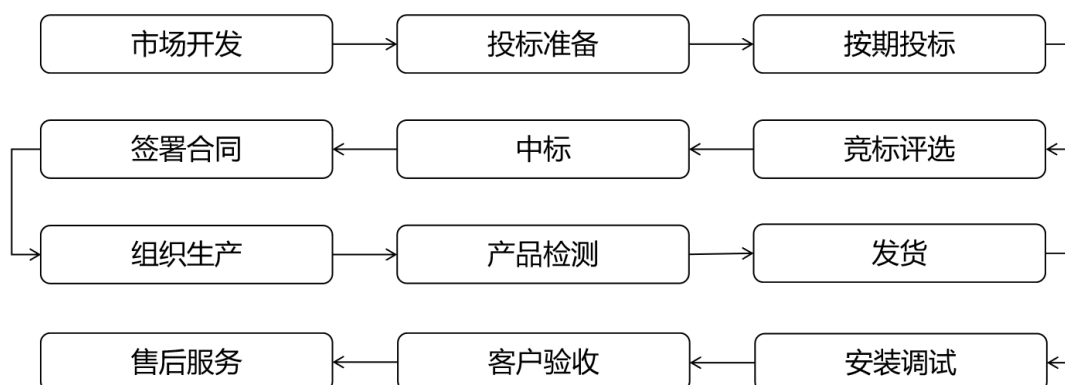 市场开发
投标准备
按期投标
竞标评选
中标
签署合同
组织生产
产品检测
发货
安装调试
客户验收
售后服务